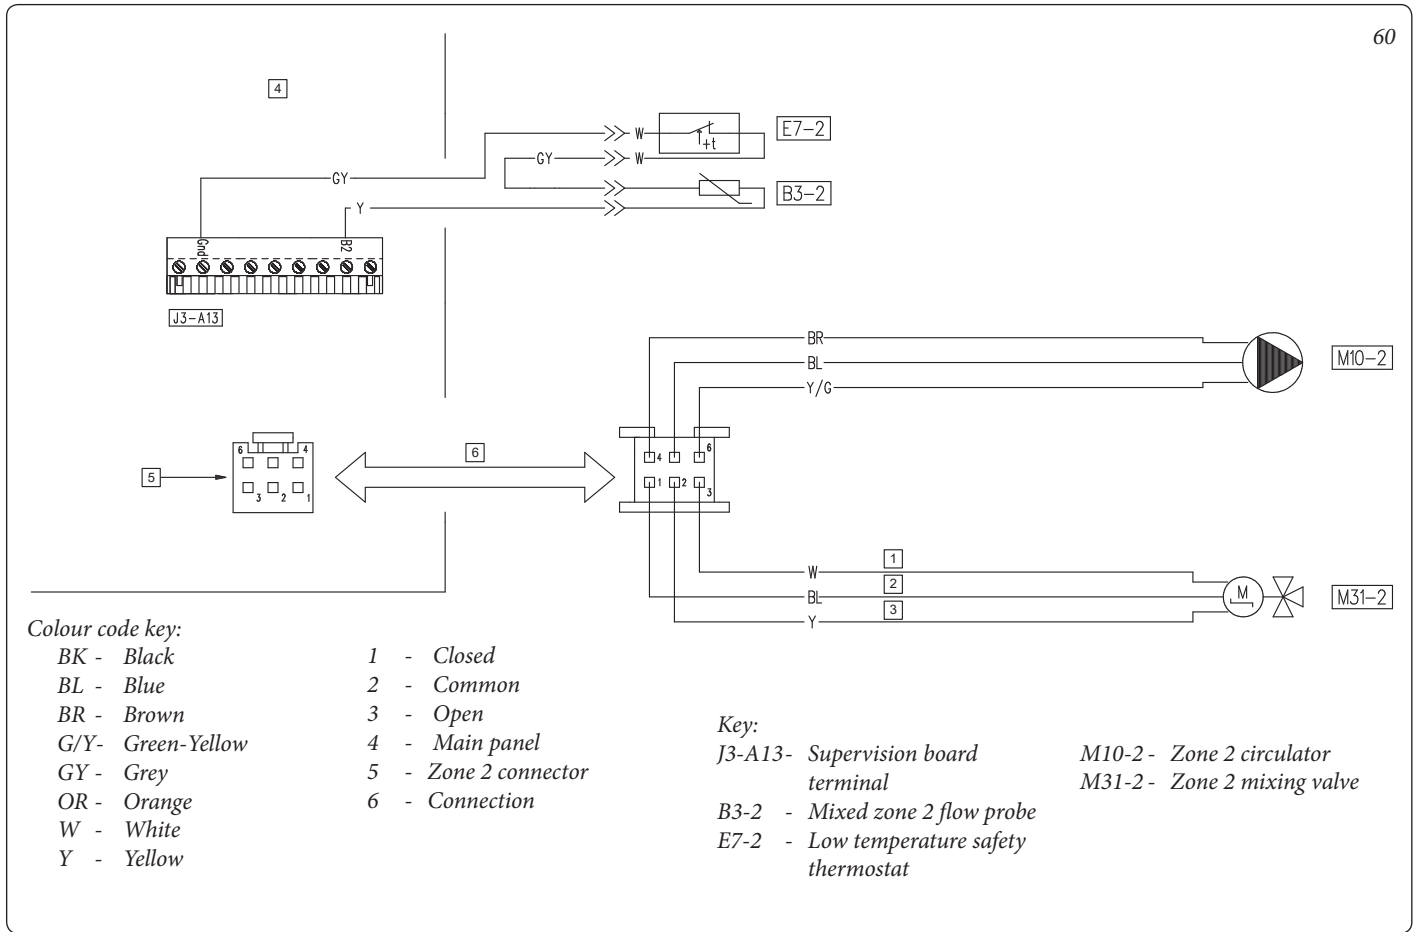 60
4
W
E7-2
+t
GY
W
GY
B3-2
Y
Gnd
B2
J3-A13
BR
BL
M10-2
Y/G
6
6 4
5
3 2 1
4 6
1 2 3
1
W
2
BL
M
M31-2
3
Y
Colour code key:
BK - Black
BL - Blue
BR - Brown
G/Y- Green-Yellow
GY - Grey
OR - Orange
W - White
Y - Yellow
1 - Closed
2 - Common
3 - Open
4 - Main panel
5 - Zone 2 connector
6 - Connection
Key:
J3-A13- Supervision board
terminal
B3-2 - Mixed zone 2 flow probe
E7-2 - Low temperature safety
thermostat
M10-2 - Zone 2 circulator
M31-2 - Zone 2 mixing valve